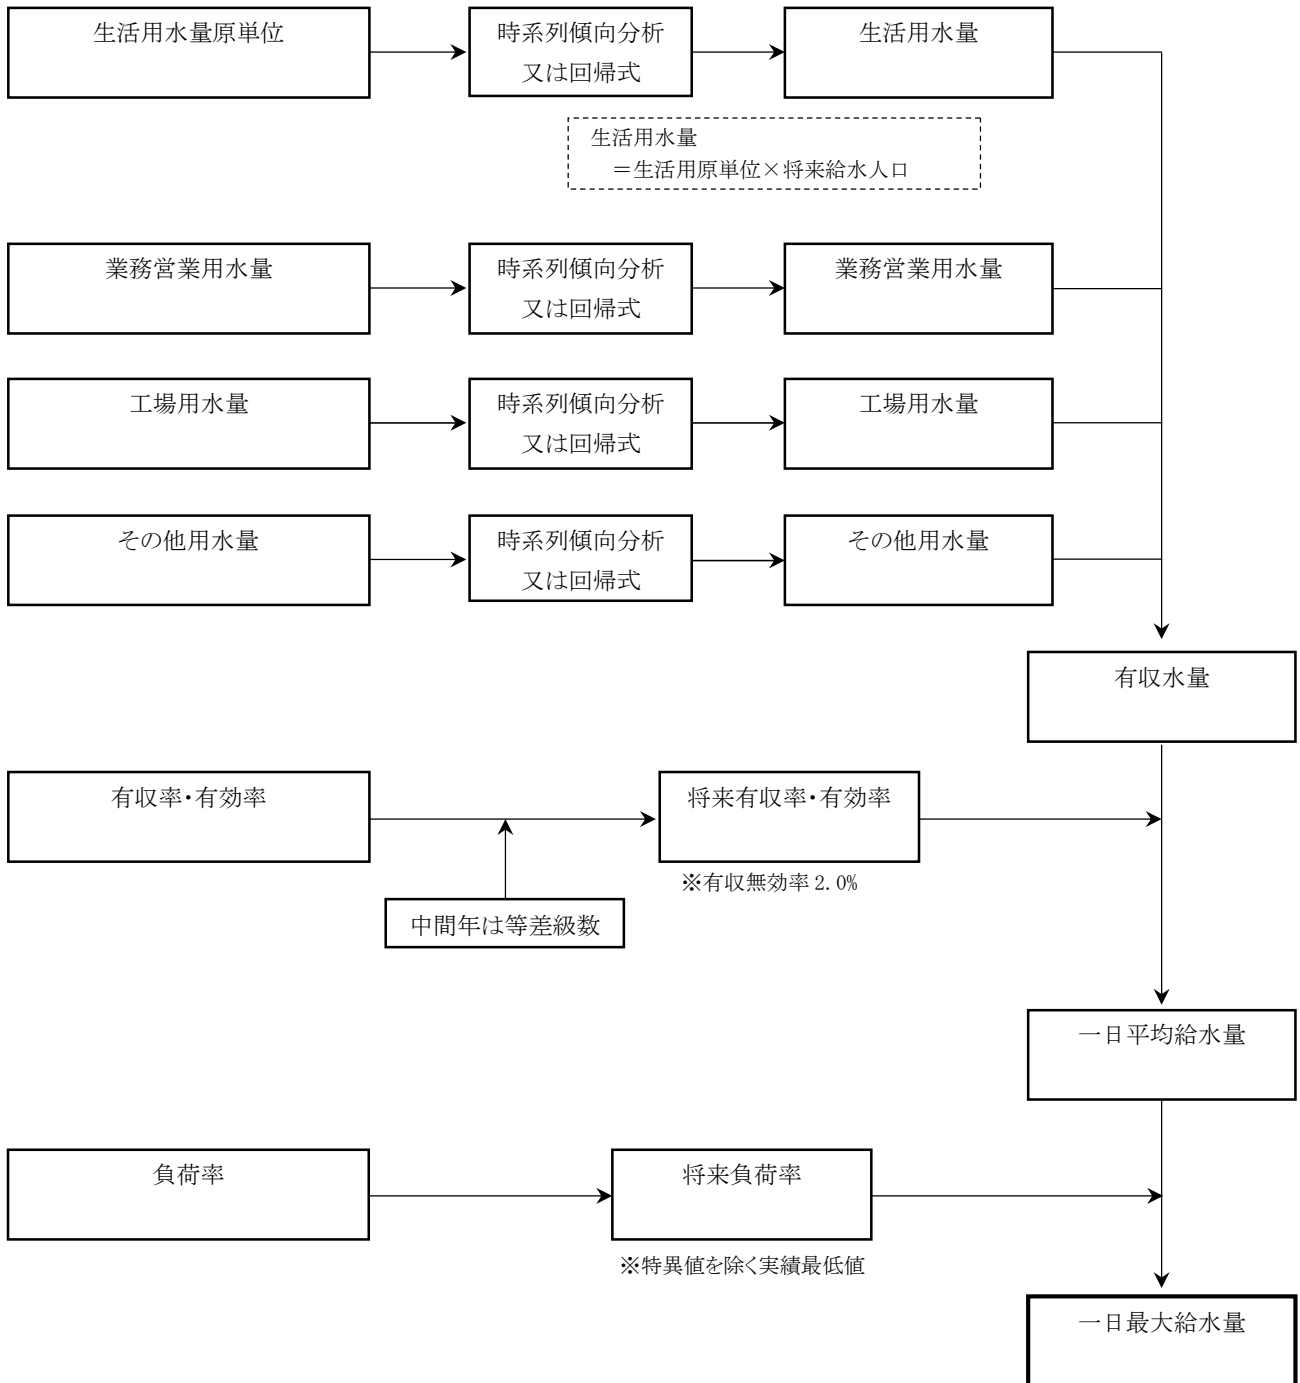 生活用水量原単位
時系列傾向分析
又は回帰式
生活用水量
生活用水量
＝生活用原単位×将来給水人口
業務営業用水量
時系列傾向分析
又は回帰式
業務営業用水量
工場用水量
時系列傾向分析
又は回帰式
工場用水量
その他用水量
時系列傾向分析
又は回帰式
その他用水量
有収水量
有収率・有効率
将来有収率・有効率
※有収無効率 2.0%
中間年は等差級数
一日平均給水量
負荷率
将来負荷率
※特異値を除く実績最低値
一日最大給水量